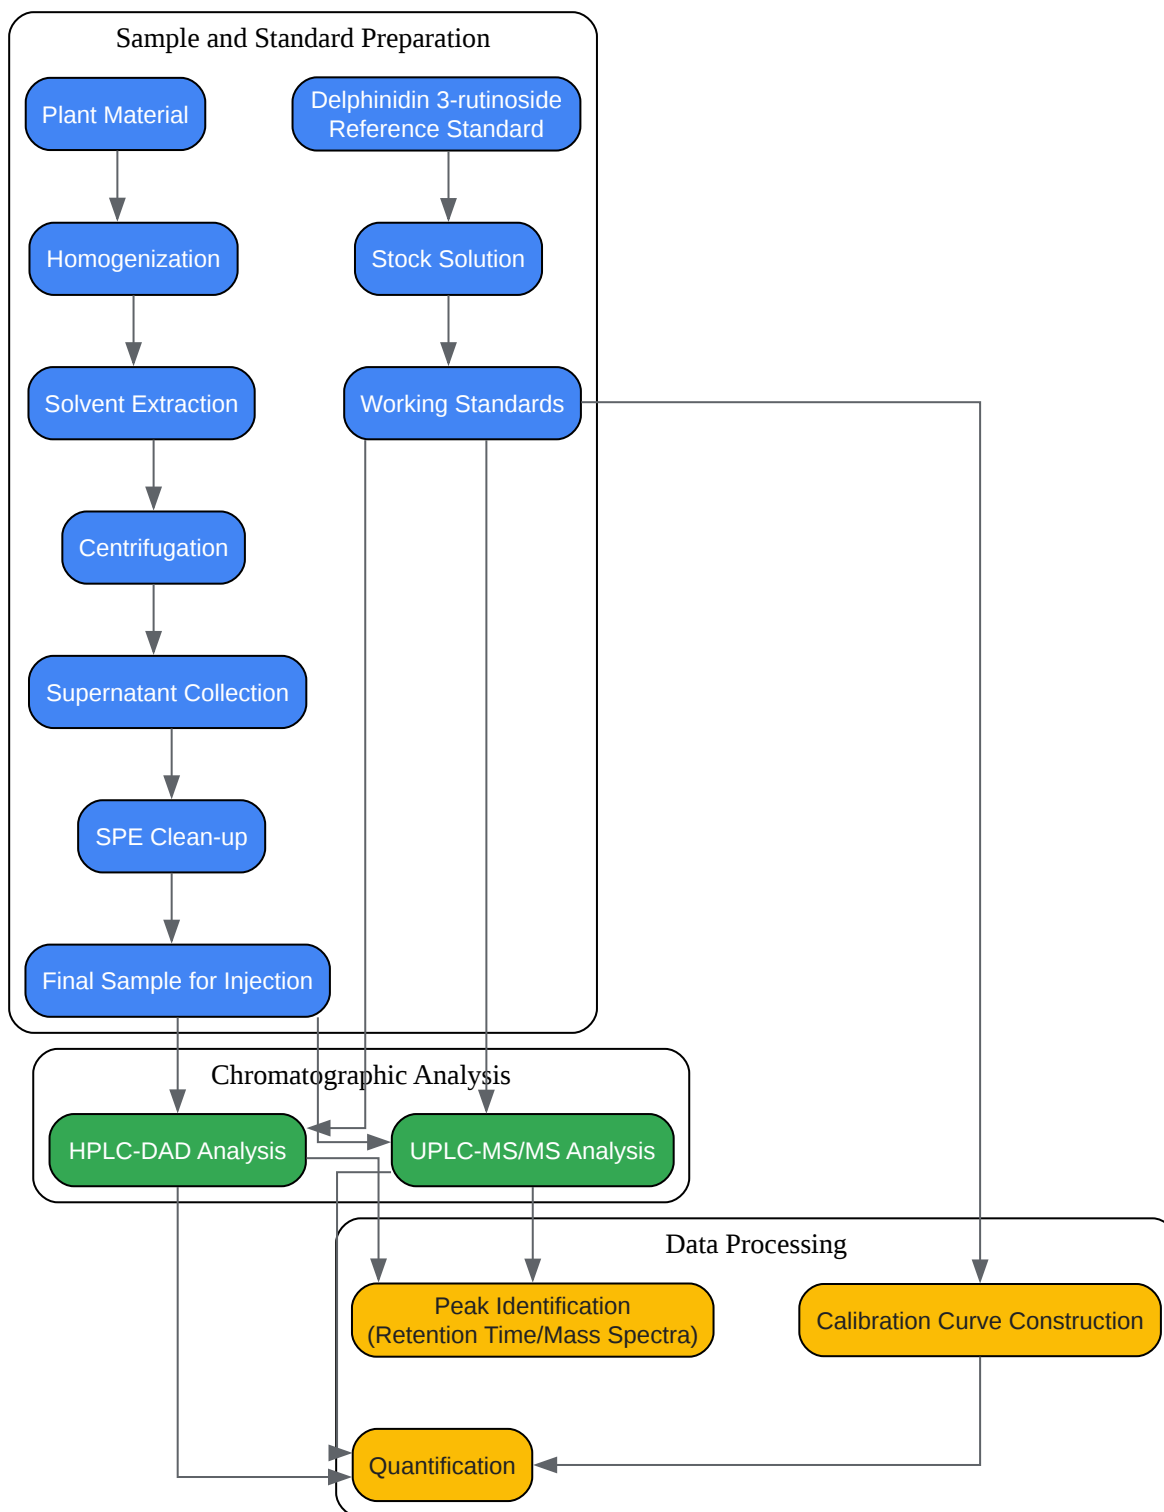 Sample and Standard Preparation
Plant Material
Delphinidin 3-rutinoside
Reference Standard
Homogenization
Stock Solution
Solvent Extraction
Working Standards
Centrifugation
Supernatant Collection
SPE Clean-up
Final Sample for Injection
Chromatographic Analysis
HPLC-DAD Analysis
UPLC-MS/MS Analysis
Data Processing
Peak Identification
(Retention Time/Mass Spectra)
Calibration Curve Construction
Quantification